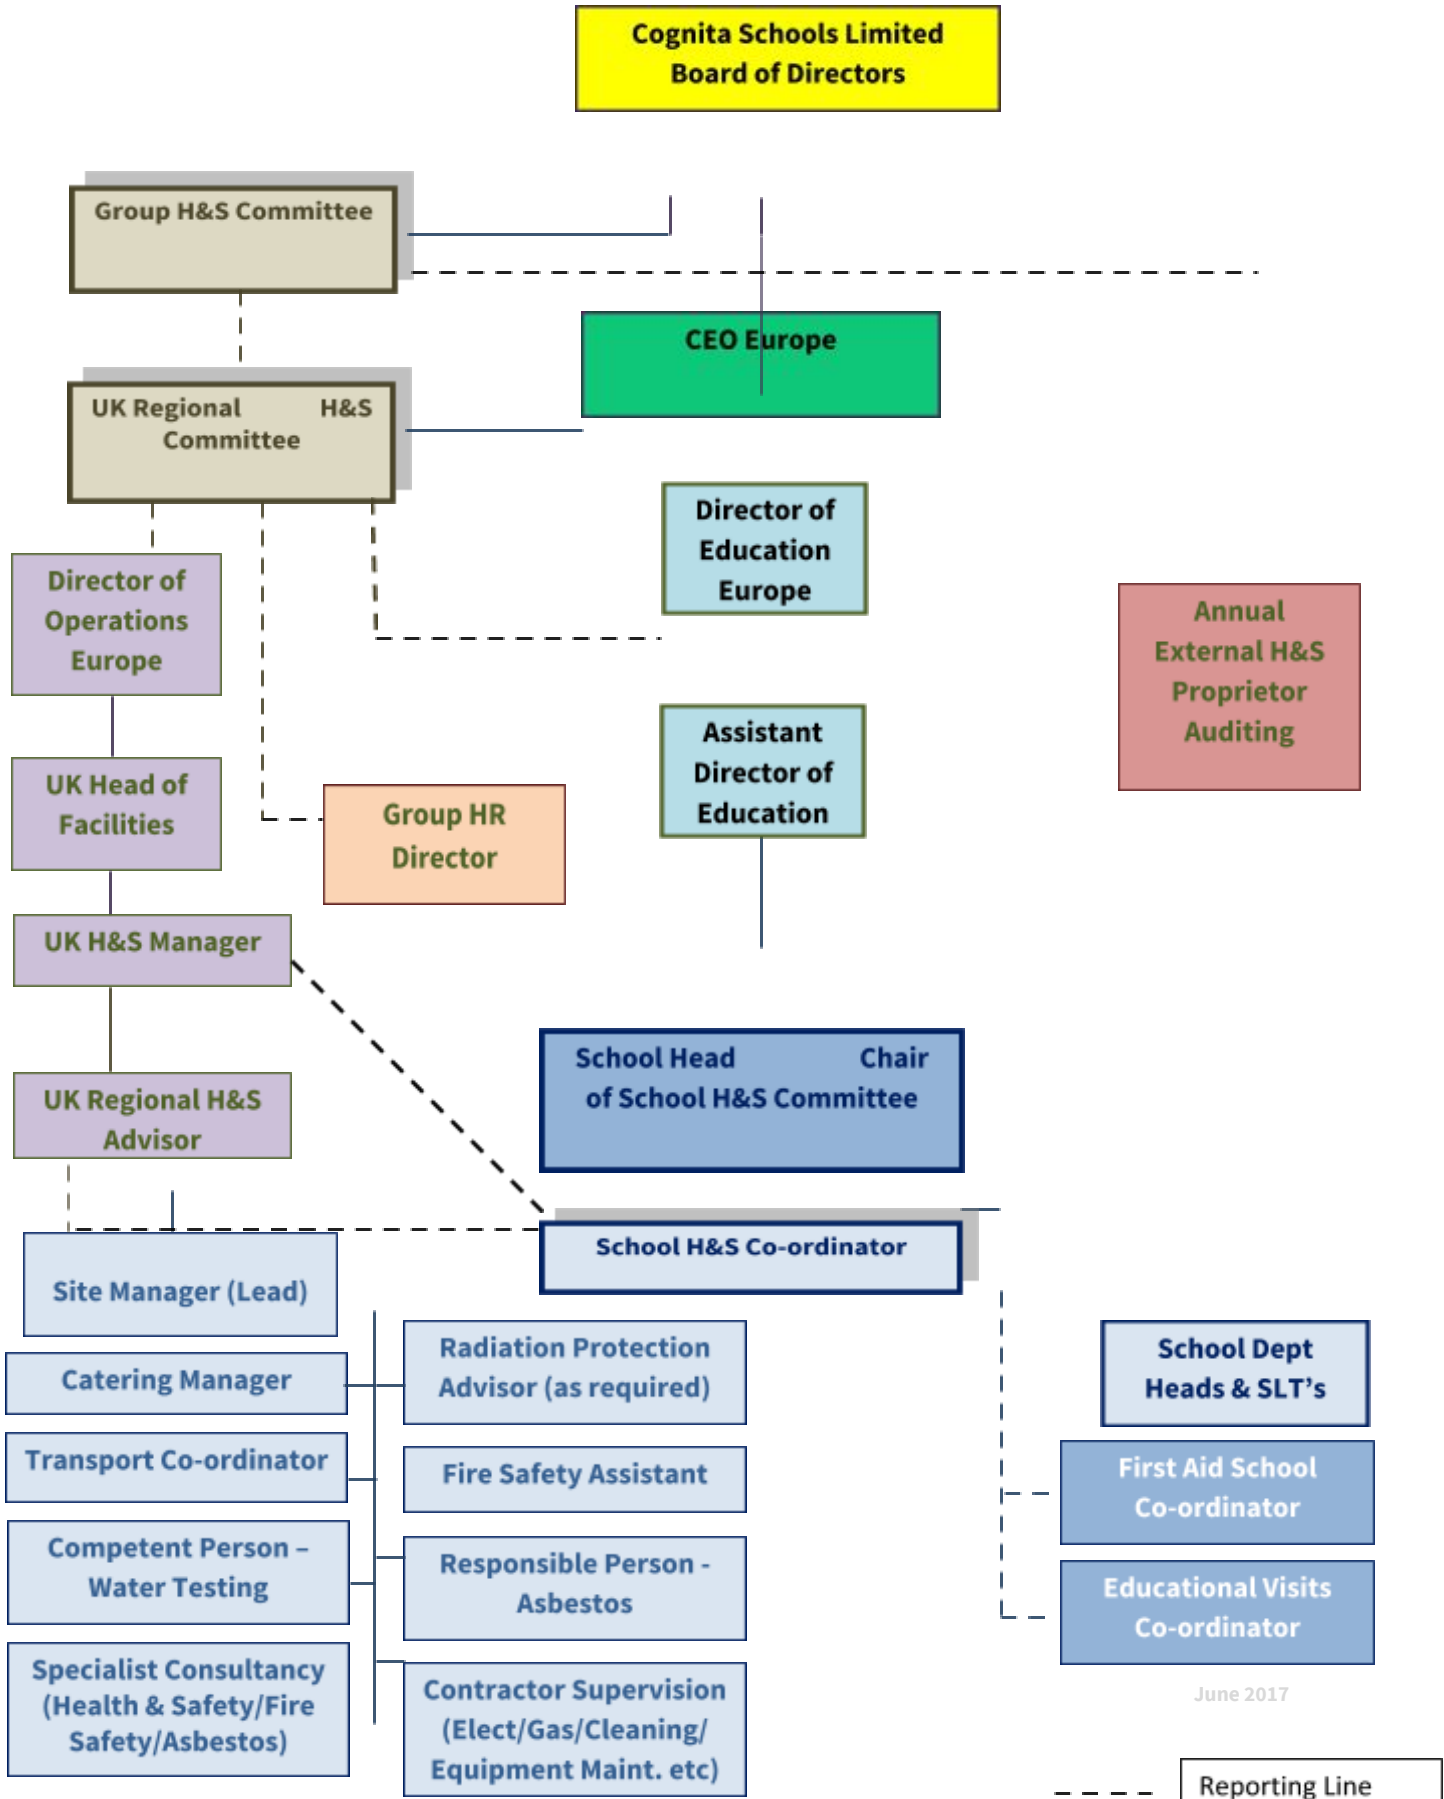 Cognita Schools Limited
Board of Directors
Group H&S Committee
CEO Europe
UK Regional H&S
Committee
Director of
Education
Europe
Director of
Operations
Europe
Annual
External H&S
Proprietor
Auditing
Assistant
Director of
Education
UK Head of
Facilities
Group HR
Director
UK H&S Manager
School Head Chair
of School H&S Committee
UK Regional H&S
Advisor
School H&S Co-ordinator
Site Manager (Lead)
Radiation Protection
Advisor (as required)
School Dept
Heads & SLT’s
Catering Manager
Transport Co-ordinator
Fire Safety Assistant
First Aid School
Co-ordinator
Competent Person –
Water Testing
Responsible Person -
Asbestos
Educational Visits
Co-ordinator
Specialist Consultancy
(Health & Safety/Fire
Safety/Asbestos)
Contractor Supervision
(Elect/Gas/Cleaning/
Equipment Maint. etc)
June 2017
Reporting Line